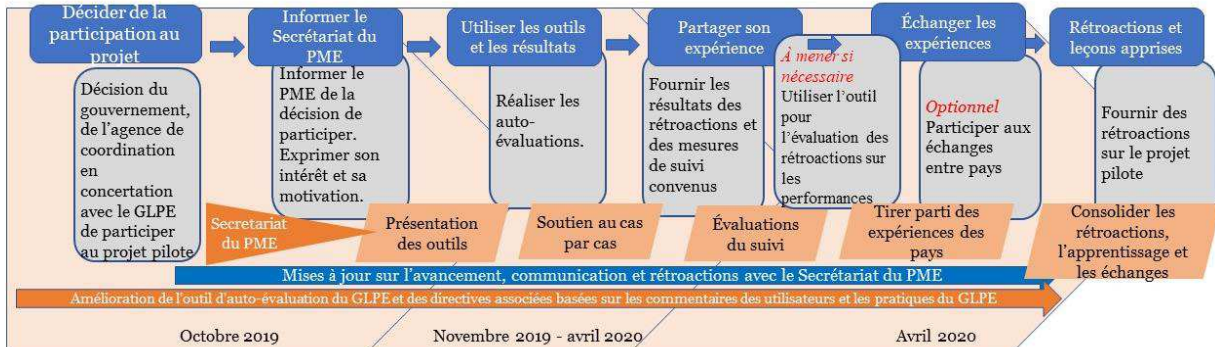 Décider de la
participation au
projet
Informer le
Secrétariat du PME
Utiliser les outils
et les résultats
Partager son
expérience
Échanger les
expériences
Rétroactions et
leçons apprises
Décision du
gouvernement,
de l'agence de
coordination
en
concertation
avec le GLPE
de participer
au projet pilote
Informer le
PME de la
décision de
participer.
Exprimer son
intérêt et sa
motivation.
Réaliser les
auto-
évaluations.
Fournir les
résultats des
rétroactions et
des mesures
de suivi
convenus
À mener si
nécessaire
Utiliser l'outil
pour
l'évaluation des
rétroactions sur
les
performances
Optionnel
Participer aux
échanges
entre pays
Fournir des
rétroactions
sur le projet
pilote
Secretariat
du PME
Présentation
des outils
Soutien au cas
par cas
Évaluations
du suivi
Tirer parti des
expériences des
pays
Consolider les
rétroactions,
l'apprentissage et
les échanges
Mises à jour sur l'avancement, communication et rétroactions avec le Secrétariat du PME
Amélioration de l'outil d'auto-évaluation du GLPE et des directives associées basées sur les commentaires des utilisateurs et les pratiques du GLPE
Octobre 2019
Novembre 2019 - avril 2020
Avril 2020